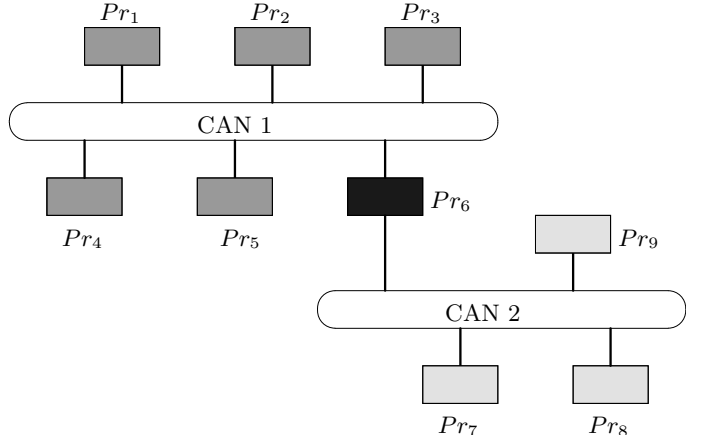 Pr₁ Pr₂ Pr₃
CAN 1
Pr₄ Pr₅ Pr₆
Pr₉
CAN 2
Pr₇ Pr₈